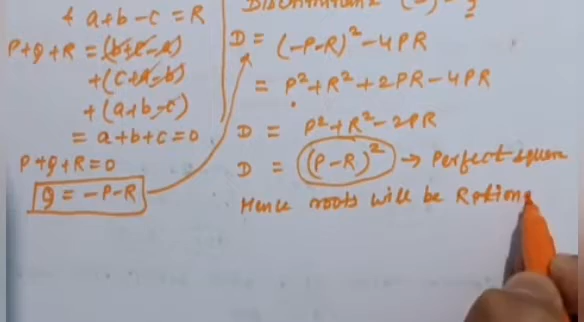 & a+b-c = R
P+Q+R = (b+c-a)
+(c+a-b)
+(a+b-c)
= a+b+c=0
P+Q+R=0
Q = -P-R
D = (-P-R)²-4PR
= P²+R²+2PR-4PR
D = P²+R²-2PR
D = (P-R)² → Perfect square
Hence roots will be Rationa